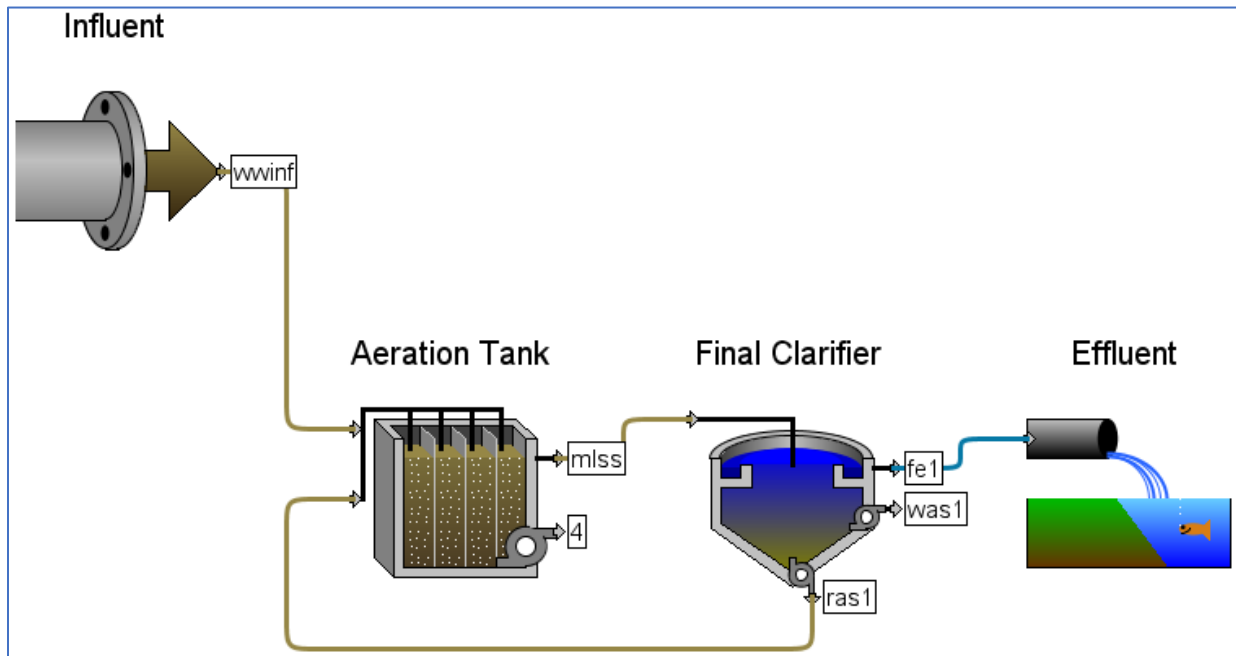 Influent
wwinf
Aeration Tank
Final Clarifier
Effluent
mlss
fe1
was1
4
ras1